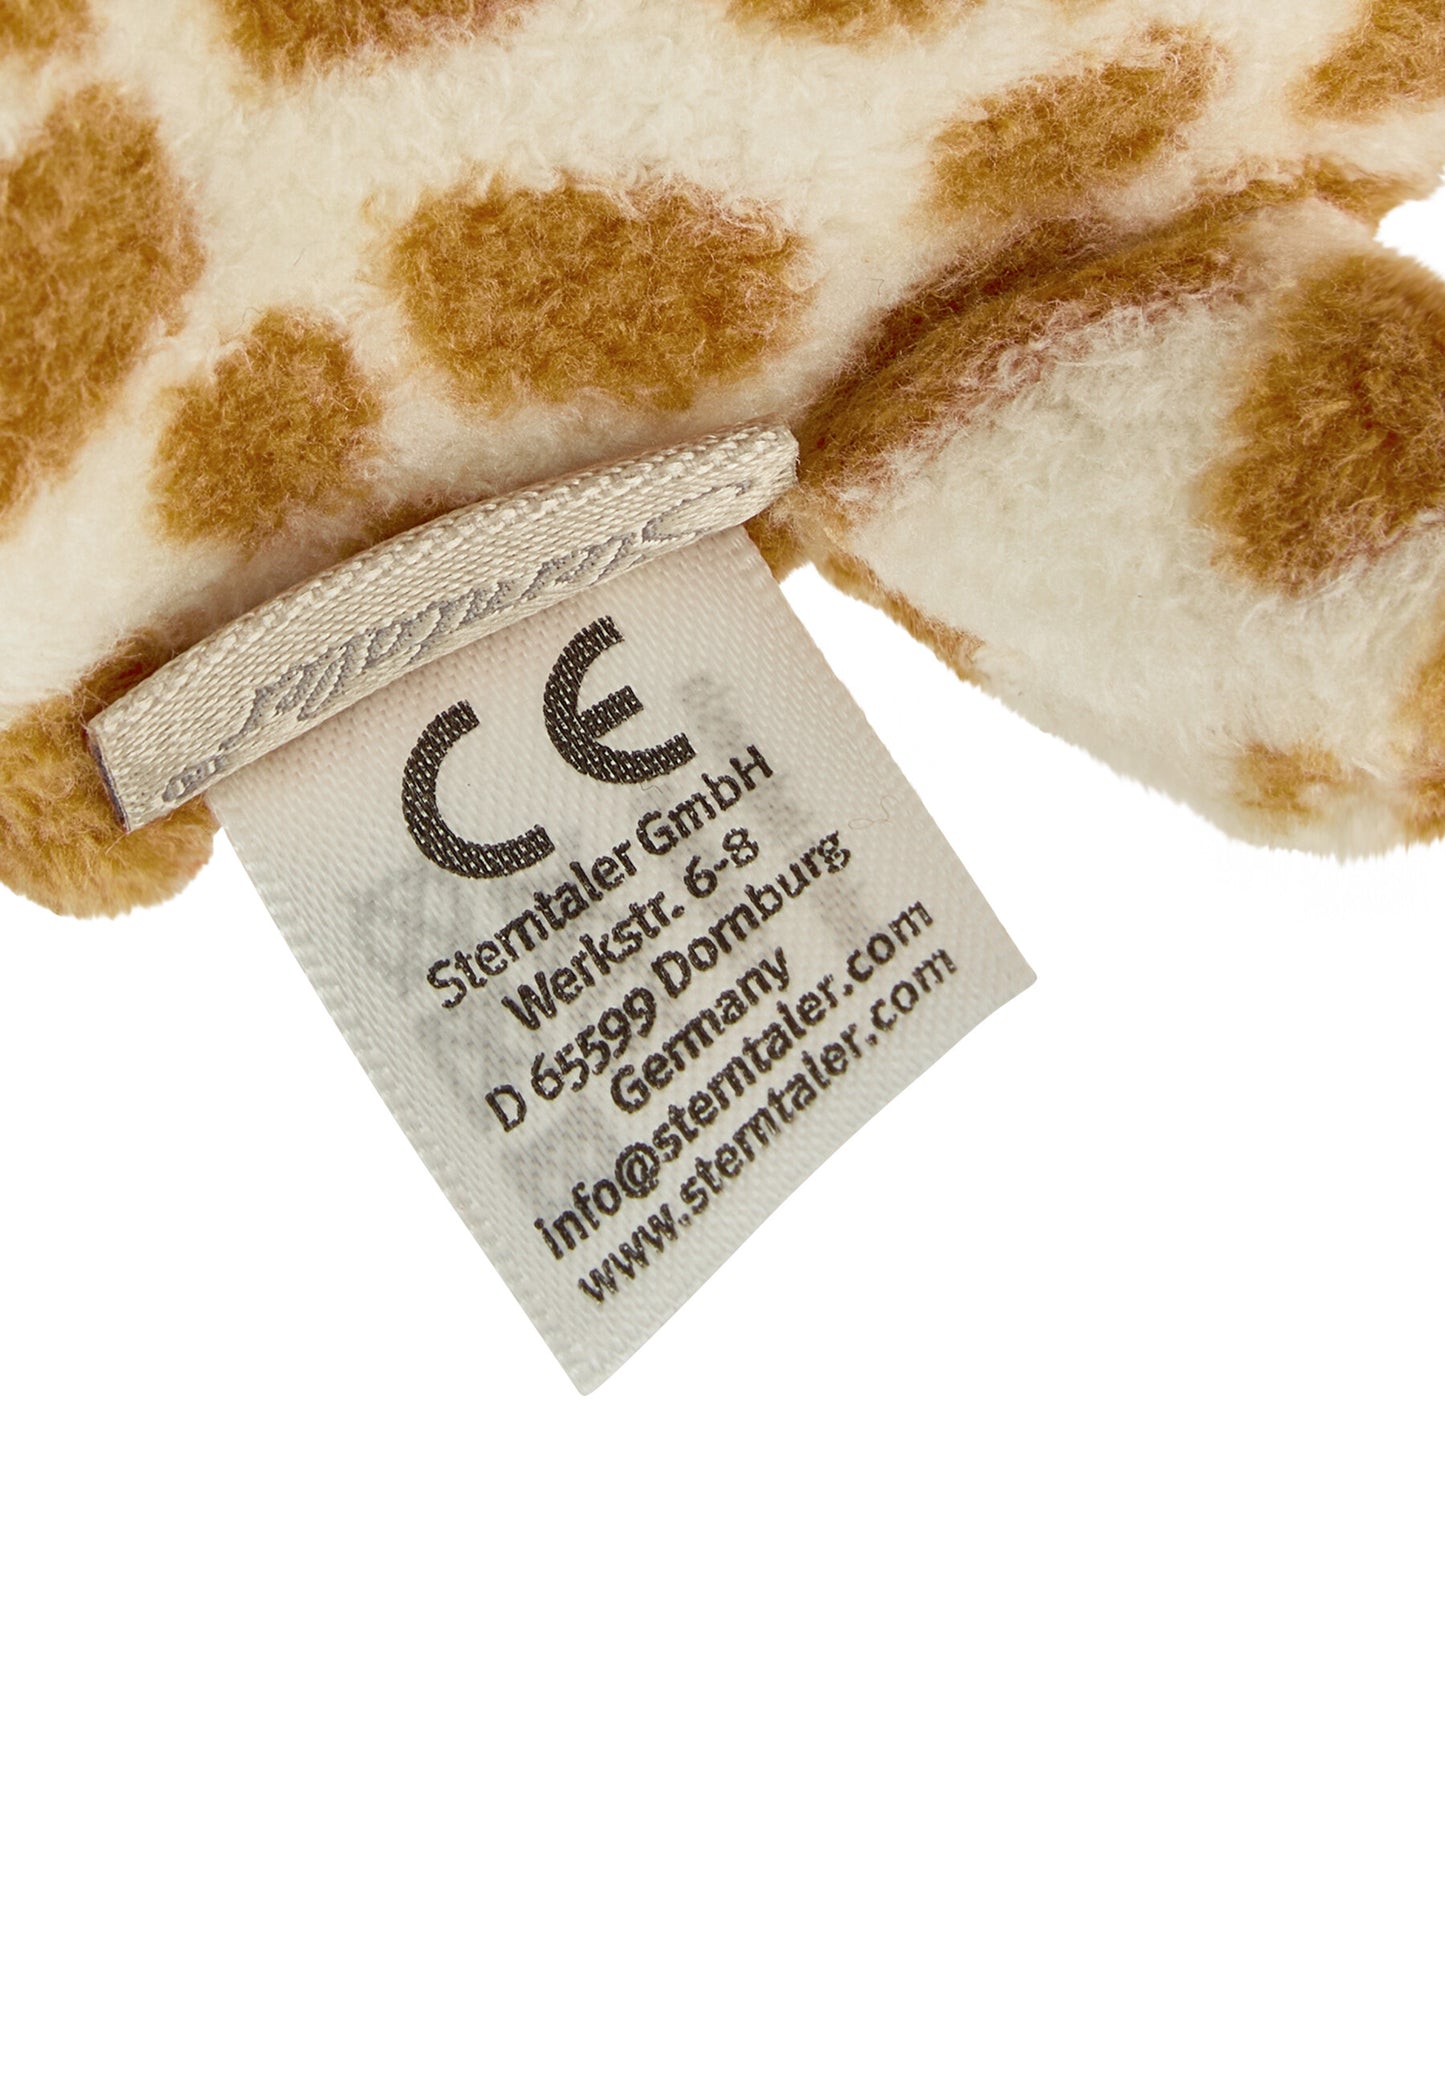 CE
Sterntaler GmbH
Werkstr. 6-8
D 65599 Dornburg
Germany
info@sterntaler.com
www.sterntaler.com